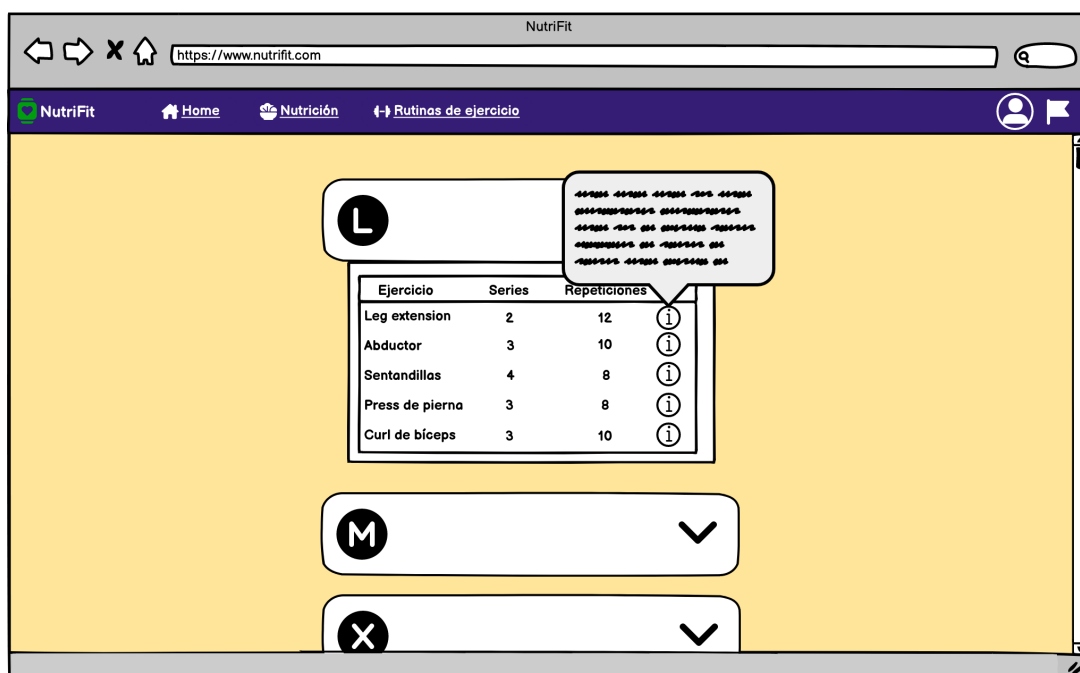 NutriFit
https://www.nutrifit.com
NutriFit Home Nutrición Rutinas de ejercicio
L
Ejercicio Series Repeticiones
Leg extension 2 12 i
Abductor 3 10 i
Sentandillas 4 8 i
Press de pierna 3 8 i
Curl de bíceps 3 10 i
M
X